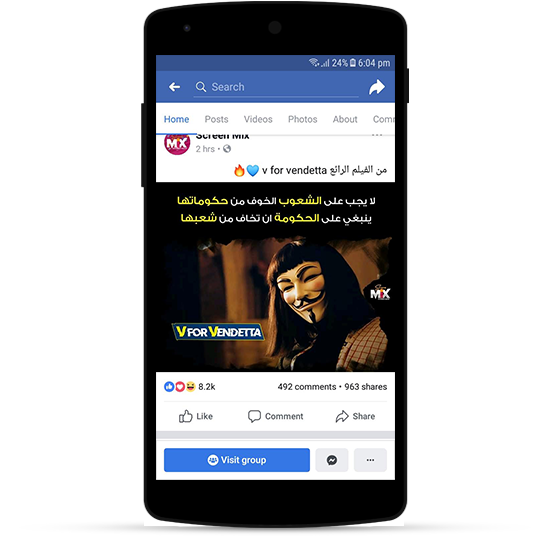 24% 6:04 pm
Search
Home Posts Videos Photos About Comm
Screen Mix
2 hrs
من الفيلم الرائع v for vendetta
لا يجب على الشعوب الخوف من حكوماتها
ينبغي على الحكومة ان تخاف من شعبها
MX
V FOR VENDETTA
8.2k 492 comments • 963 shares
Like Comment Share
Visit group